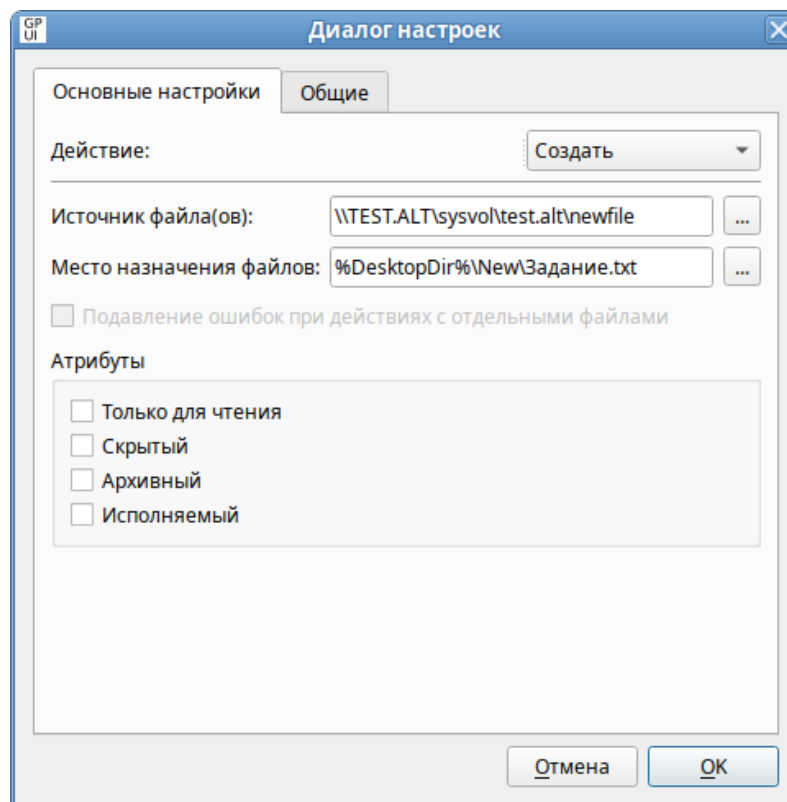 GP
UI
Диалог настроек
Основные настройки
Общие
Действие:
Создать
Источник файла(ов):
\\TEST.ALT\sysvol\test.alt\newfile
...
Место назначения файлов:
%DesktopDir%\New\Задание.txt
...
Подавление ошибок при действиях с отдельными файлами
Атрибуты
Только для чтения
Скрытый
Архивный
Исполняемый
Отмена
OK